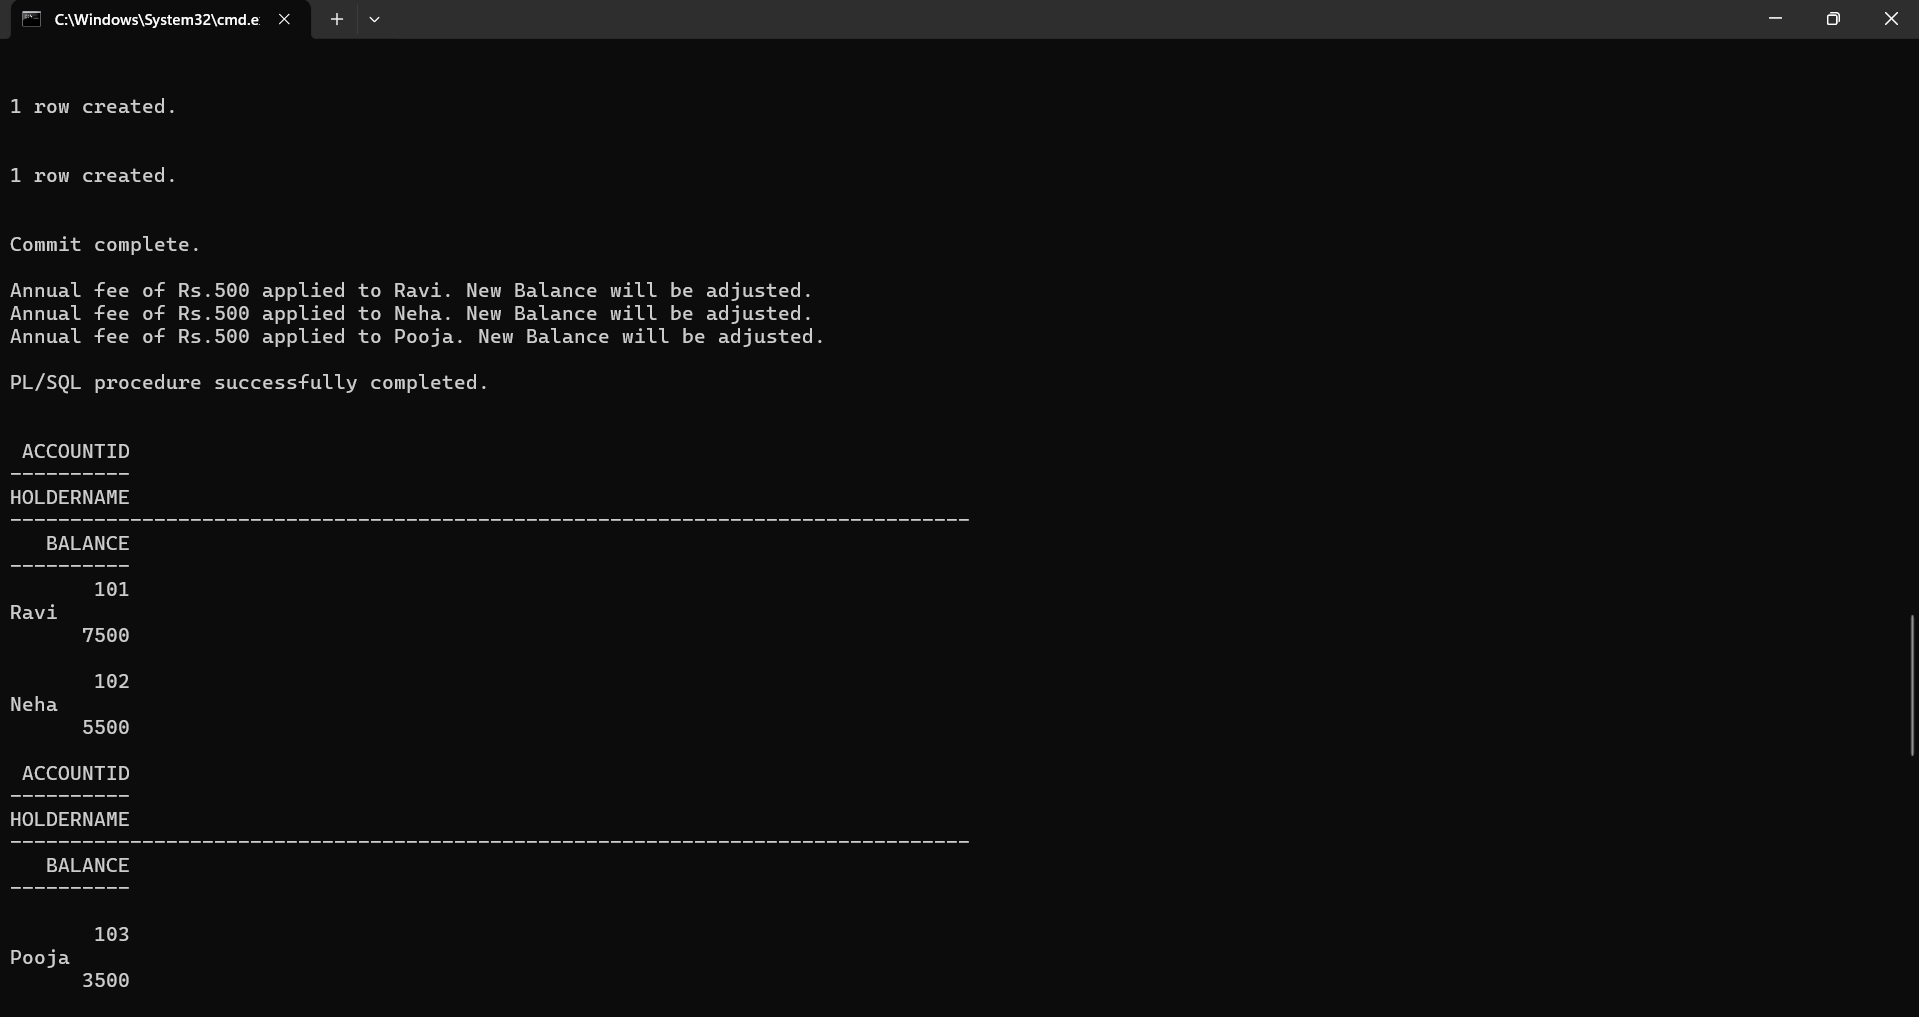 C:\Windows\System32\cmd.e
1 row created.
1 row created.
Commit complete.
Annual fee of Rs.500 applied to Ravi. New Balance will be adjusted.
Annual fee of Rs.500 applied to Neha. New Balance will be adjusted.
Annual fee of Rs.500 applied to Pooja. New Balance will be adjusted.
PL/SQL procedure successfully completed.
ACCOUNTID
----------
HOLDERNAME
--------------------------------------------------------------------------------
BALANCE
----------
101
Ravi
7500
102
Neha
5500
ACCOUNTID
----------
HOLDERNAME
--------------------------------------------------------------------------------
BALANCE
----------
103
Pooja
3500